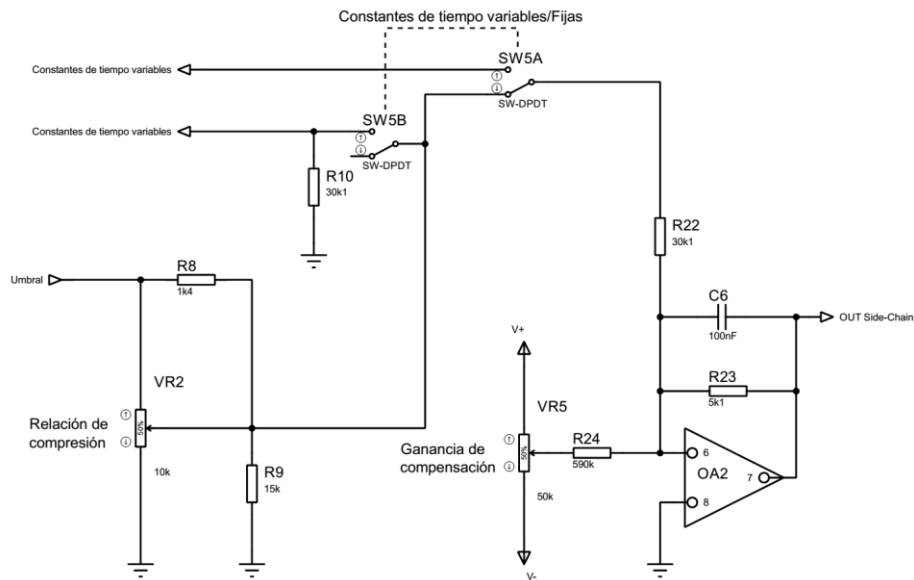 Constantes de tiempo variables/Fijas
SW5A
Constantes de tiempo variables
SW-DPDT
Constantes de tiempo variables
SW5B
SW-DPDT
R10
30k1
R22
30k1
Umbral
R8
1k4
C6
100nF
OUT Side-Chain
V+
R23
5k1
VR2
VR5
Relación de
compresión
50%
10k
R9
15k
Ganancia de
compensación
50%
50k
R24
590k
6
OA2
7
8
V-